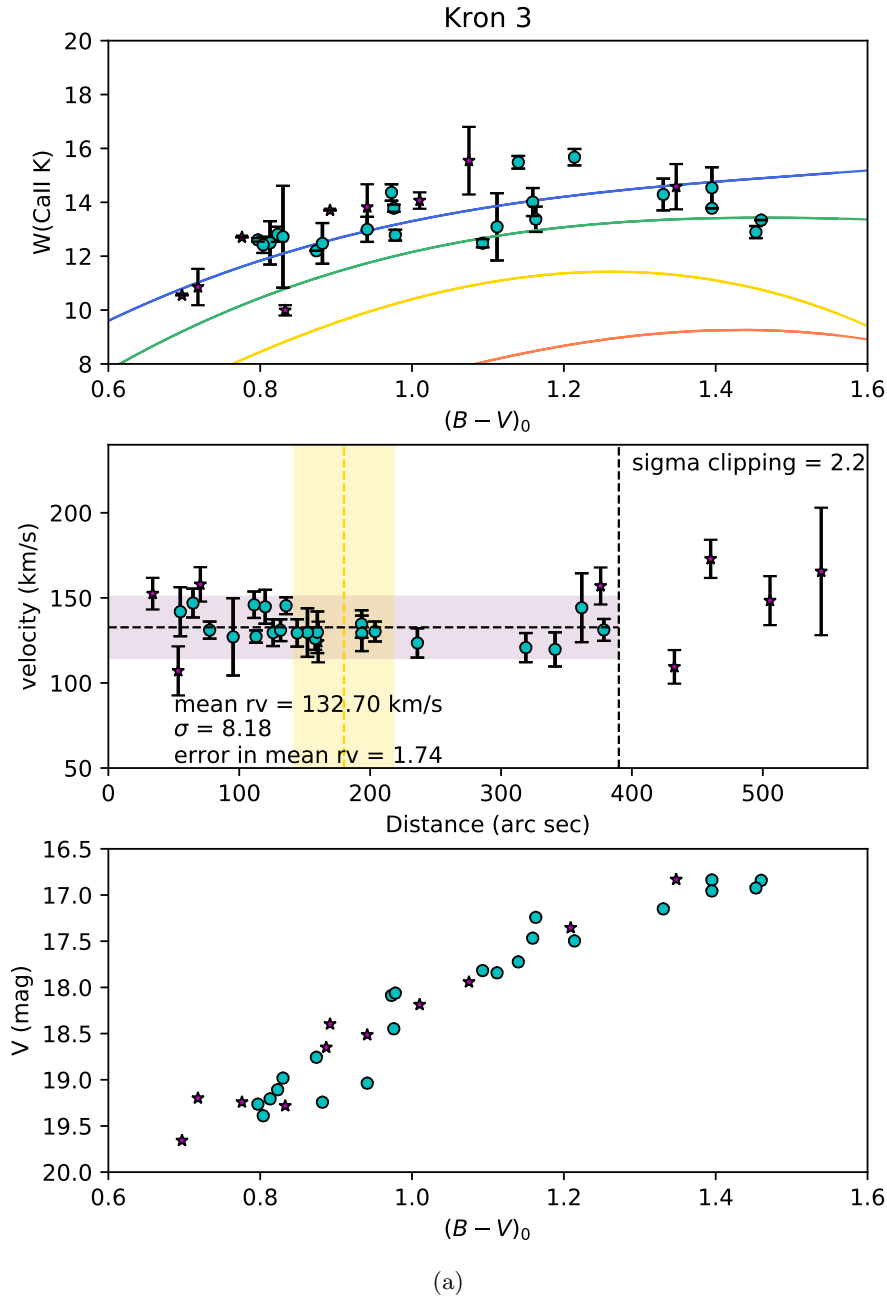 Kron 3
20
18
16
14
12
10
8
W(CaII K)
0.6 0.8 1.0 1.2 1.4 1.6
(B − V)₀
sigma clipping = 2.2
200
150
100
50
velocity (km/s)
mean rv = 132.70 km/s
σ = 8.18
error in mean rv = 1.74
0 100 200 300 400 500
Distance (arc sec)
16.5
17.0
17.5
18.0
18.5
19.0
19.5
20.0
V (mag)
0.6 0.8 1.0 1.2 1.4 1.6
(B − V)₀
(a)